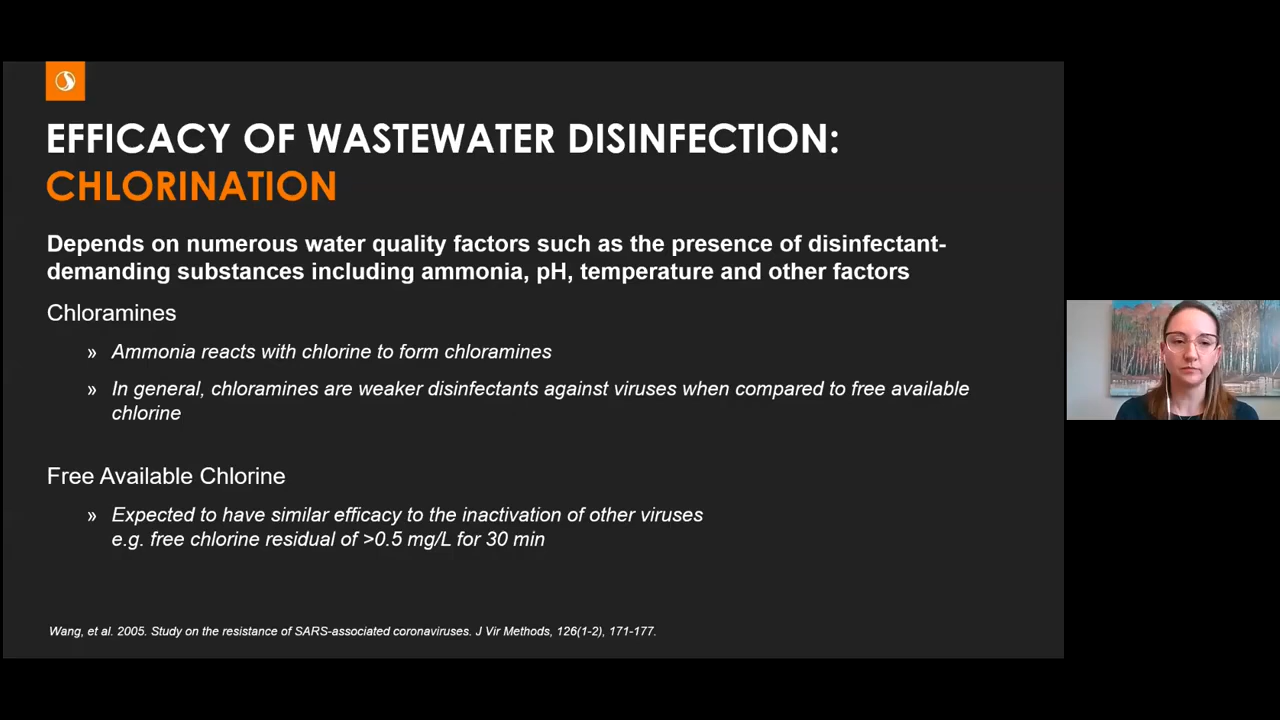 EFFICACY OF WASTEWATER DISINFECTION:
CHLORINATION
Depends on numerous water quality factors such as the presence of disinfectant-
demanding substances including ammonia, pH, temperature and other factors
Chloramines
» Ammonia reacts with chlorine to form chloramines
» In general, chloramines are weaker disinfectants against viruses when compared to free available
chlorine
Free Available Chlorine
» Expected to have similar efficacy to the inactivation of other viruses
e.g. free chlorine residual of >0.5 mg/L for 30 min
Wang, et al. 2005. Study on the resistance of SARS-associated coronaviruses. J Vir Methods, 126(1-2), 171-177.